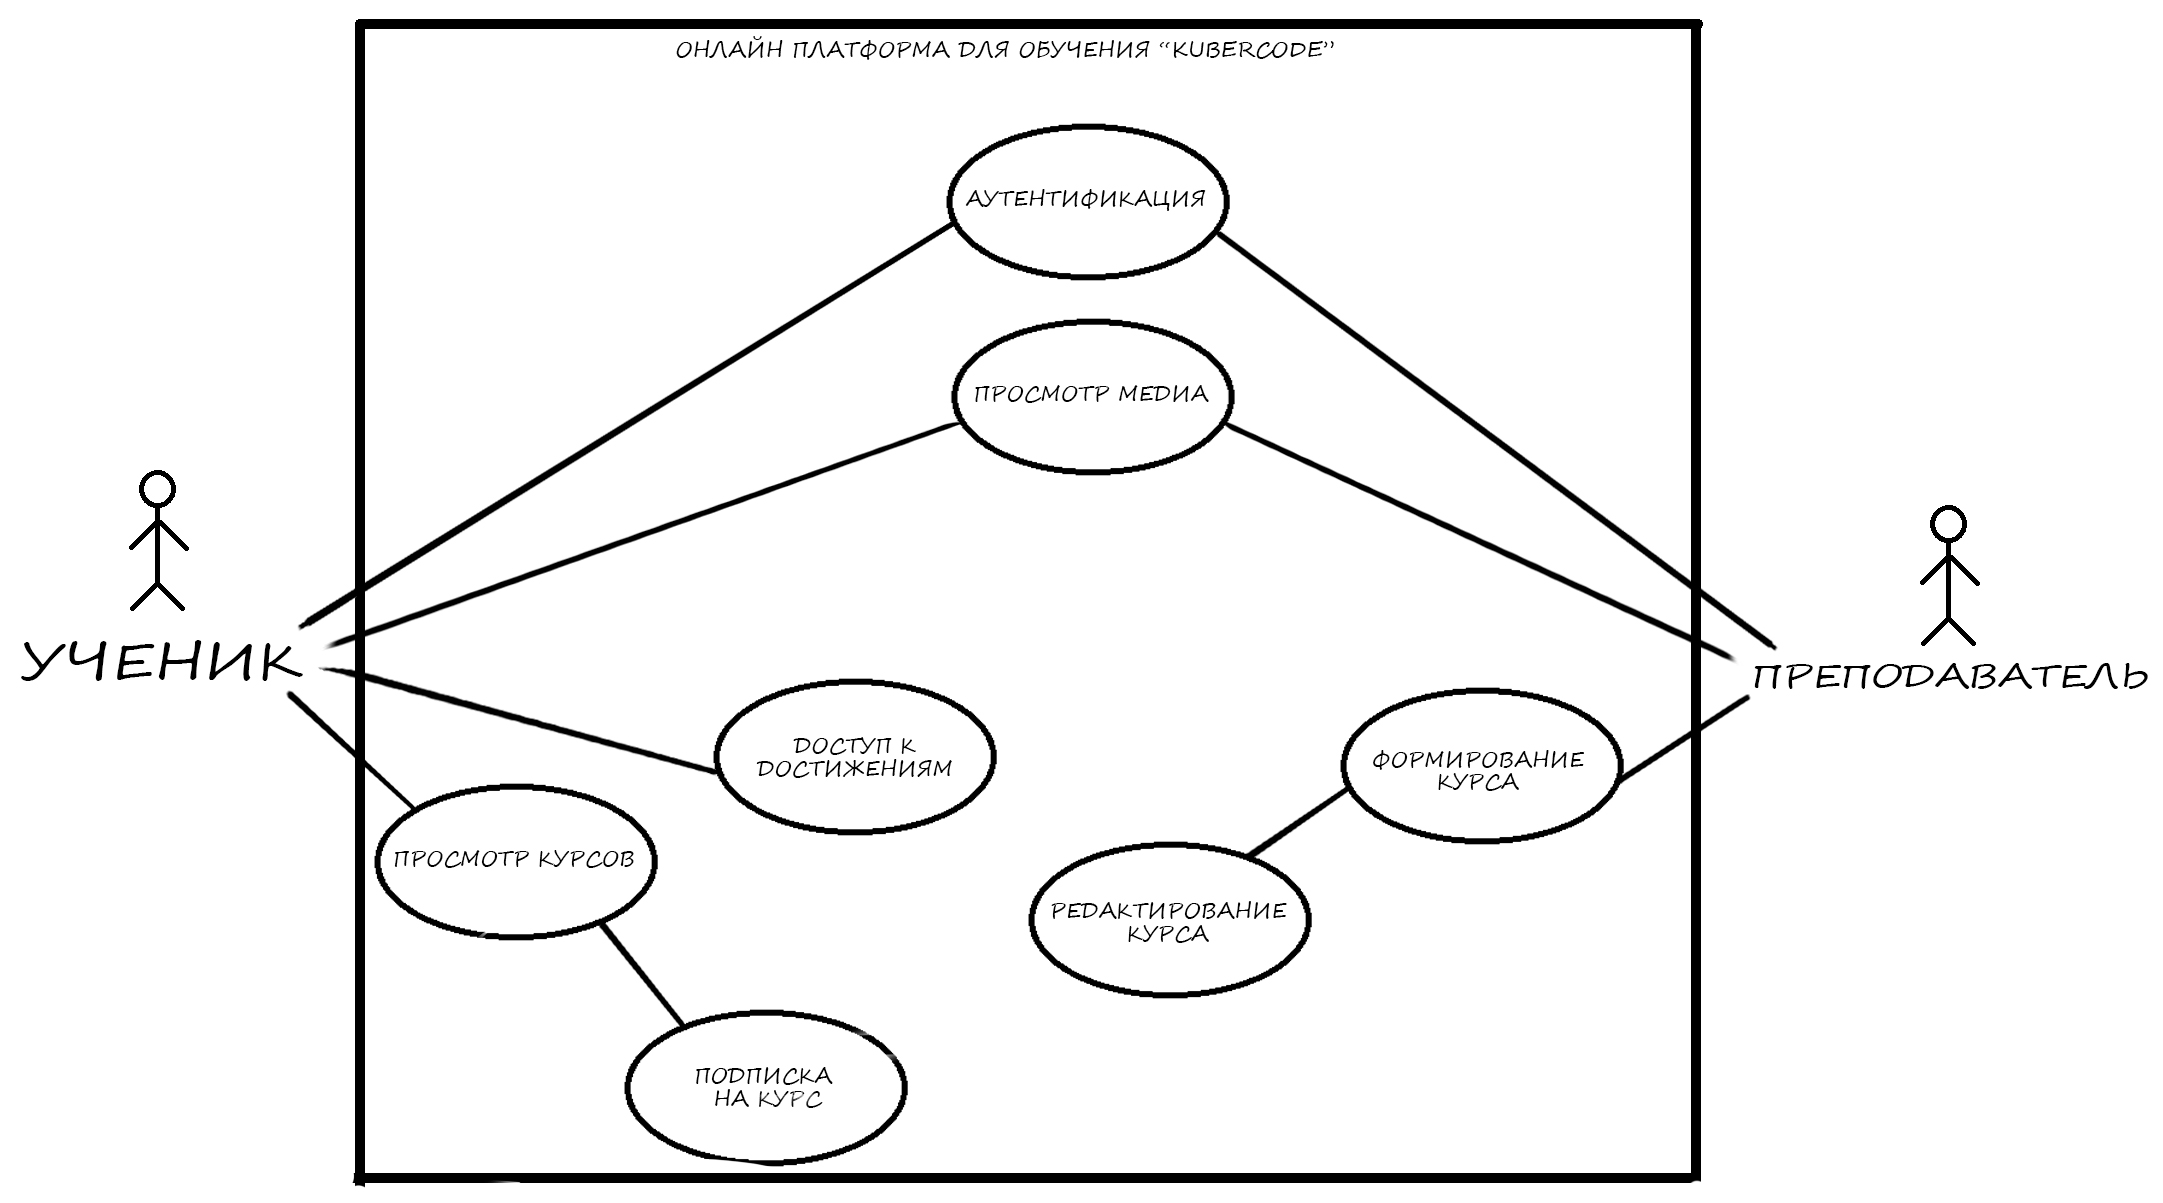 ОНЛАЙН ПЛАТФОРМА ДЛЯ ОБУЧЕНИЯ “KUBERCODE”
АУТЕНТИФИКАЦИЯ
ПРОСМОТР МЕДИА
УЧЕНИК
ПРЕПОДАВАТЕЛЬ
ДОСТУП К
ДОСТИЖЕНИЯМ
ФОРМИРОВАНИЕ
КУРСА
ПРОСМОТР КУРСОВ
РЕДАКТИРОВАНИЕ
КУРСА
ПОДПИСКА
НА КУРС